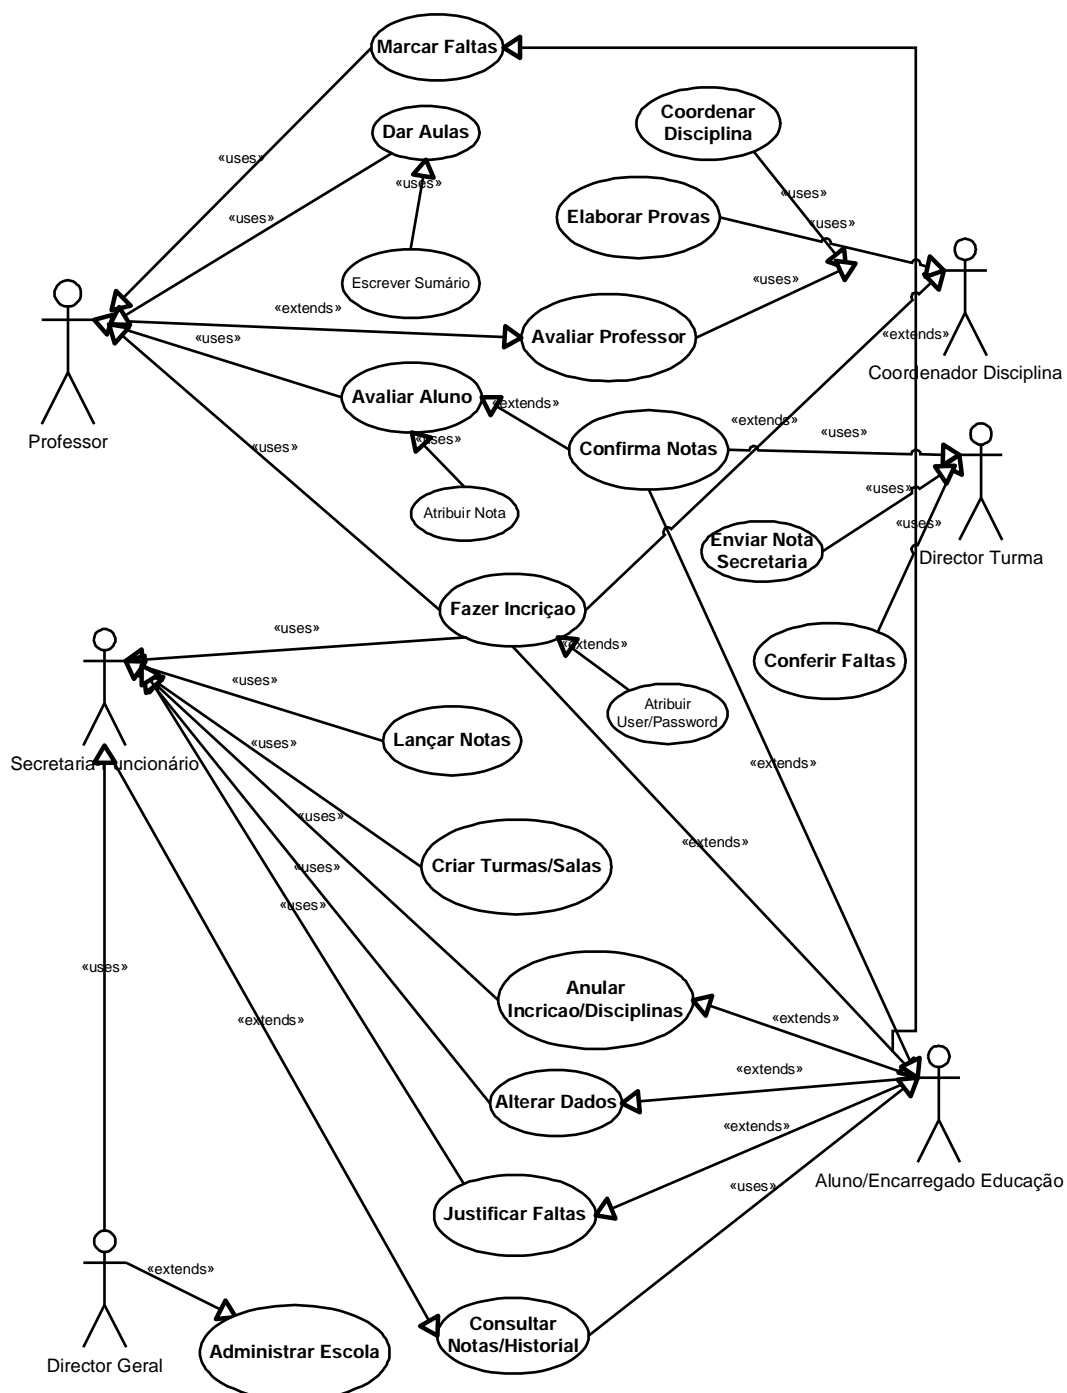 Marcar Faltas
Coordenar
Disciplina
Dar Aulas
«uses»
«uses»
«uses»
Elaborar Provas
«uses»
«uses»
«uses»
Escrever Sumário
«uses»
«extends»
Avaliar Professor
«extends»
«uses»
Professor
Coordenador Disciplina
Avaliar Aluno
«extends»
«extends»
«uses»
«uses»
«uses»
Confirma Notas
«uses»
Atribuir Nota
«uses»
Enviar Nota
Secretaria
Director Turma
Fazer Incriçao
«uses»
«extends»
Conferir Faltas
«uses»
Atribuir
User/Password
Lançar Notas
«uses»
Secretaria Funcionário
«extends»
«uses»
«extends»
Criar Turmas/Salas
«uses»
«uses»
«uses»
Anular
Incricao/Disciplinas
«extends»
«extends»
«extends»
Alterar Dados
«extends»
«uses»
Aluno/Encarregado Educação
Justificar Faltas
«extends»
Consultar
Notas/Historial
Administrar Escola
Director Geral